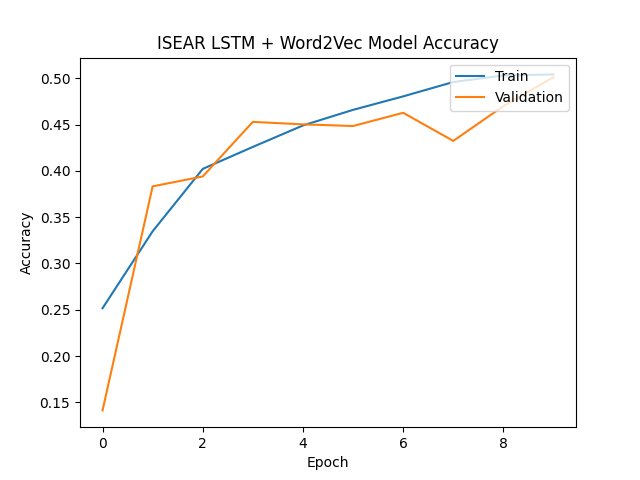 ISEAR LSTM + Word2Vec Model Accuracy
Train
Validation
0.50
0.45
0.40
0.35
0.30
0.25
0.20
0.15
Accuracy
0 2 4 6 8
Epoch